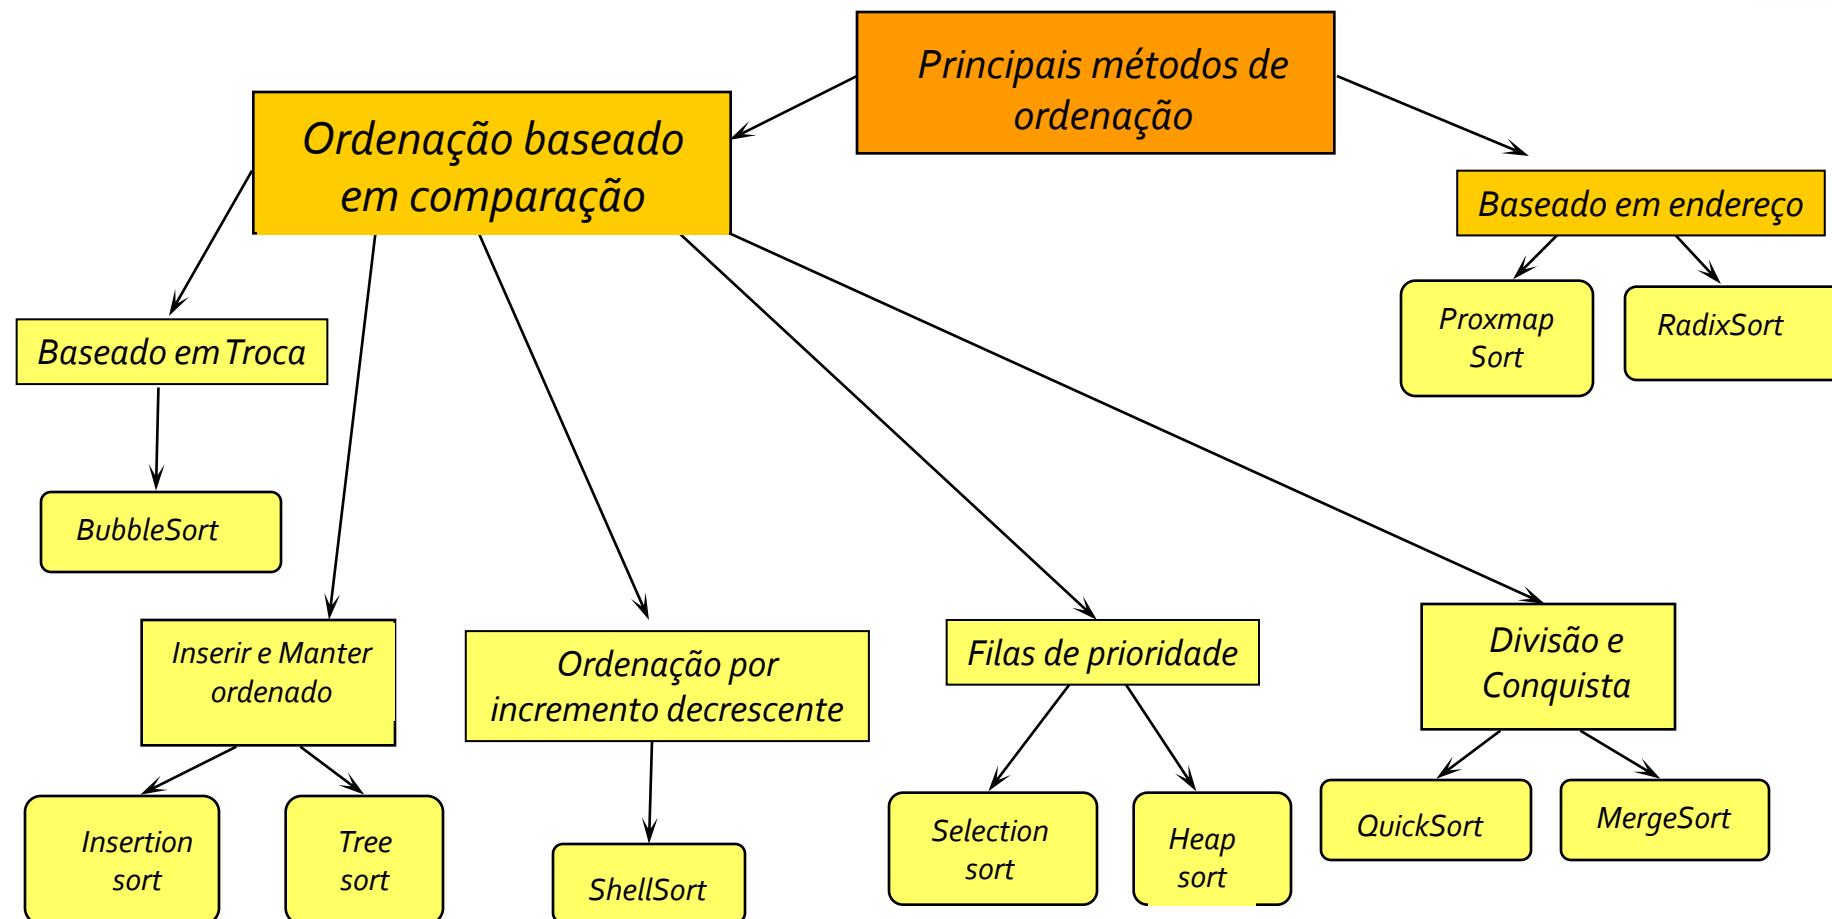 Principais métodos de
ordenação
Ordenação baseado
em comparação
Baseado em endereço
Proxmap
Sort
RadixSort
Baseado em Troca
BubbleSort
Inserir e Manter
ordenado
Ordenação por
incremento decrescente
Filas de prioridade
Divisão e
Conquista
Insertion
sort
Tree
sort
ShellSort
Selection
sort
Heap
sort
QuickSort
MergeSort